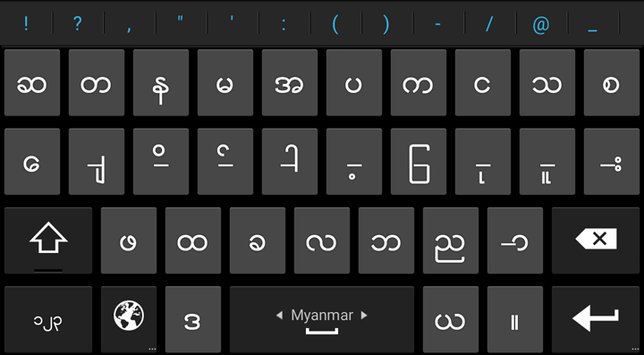 ! ? , " ' : ( ) - / @ _
ဆ တ န မ အ ပ က င သ စ
ေ ျ ိ ် ါ ့ ြ ု ူ း
ဖ ထ ခ လ ဘ ည ာ
၁၂၃ ဒ Myanmar ယ ။